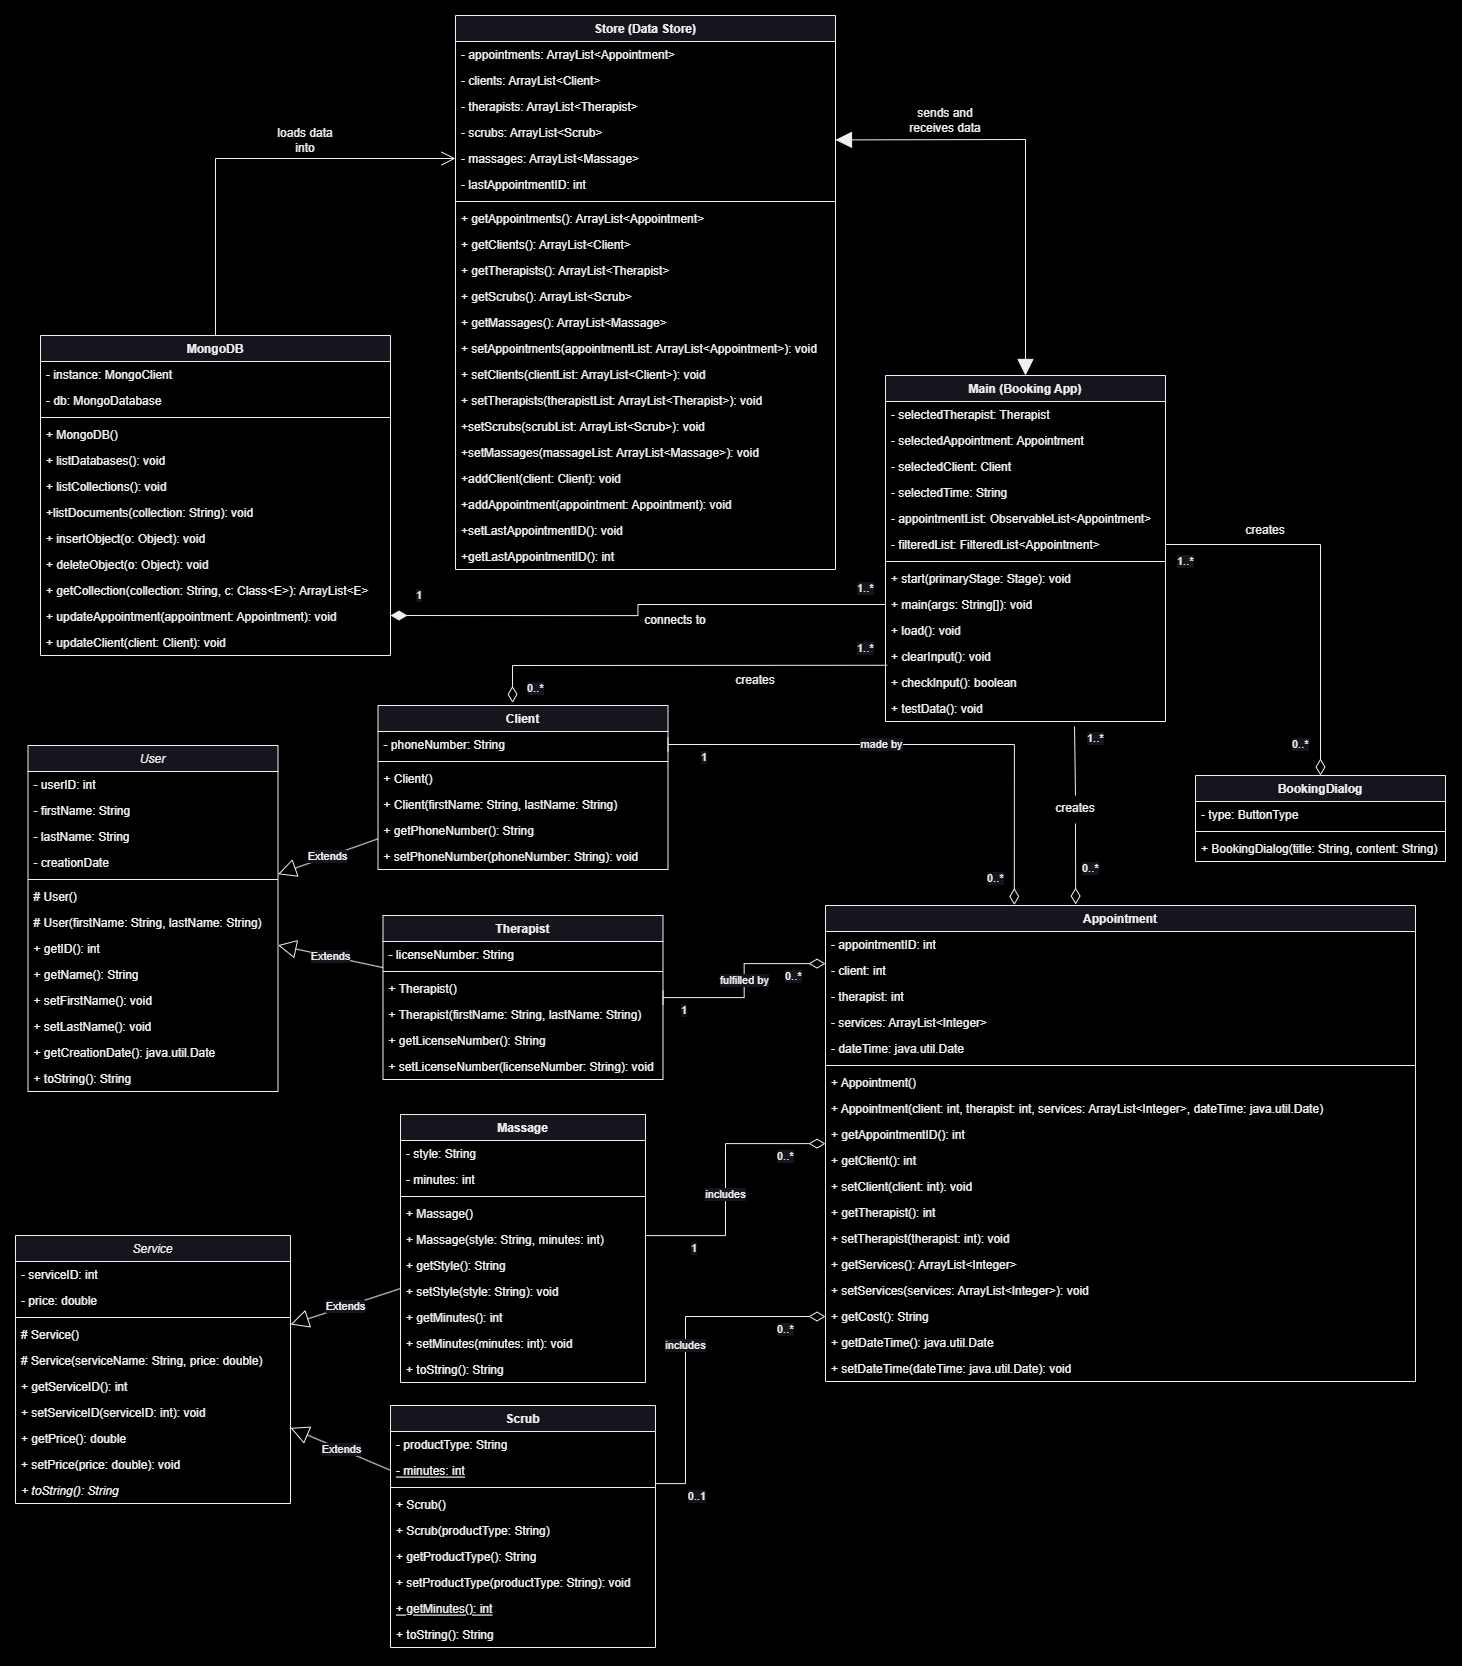 Store (Data Store)
- appointments: ArrayList<Appointment>
- clients: ArrayList<Client>
- therapists: ArrayList<Therapist>
- scrubs: ArrayList<Scrub>
- massages: ArrayList<Massage>
- lastAppointmentID: int
+ getAppointments(): ArrayList<Appointment>
+ getClients(): ArrayList<Client>
+ getTherapists(): ArrayList<Therapist>
+ getScrubs(): ArrayList<Scrub>
+ getMassages(): ArrayList<Massage>
+ setAppointments(appointmentList: ArrayList<Appointment>): void
+ setClients(clientList: ArrayList<Client>): void
+ setTherapists(therapistList: ArrayList<Therapist>): void
+setScrubs(scrubList: ArrayList<Scrub>): void
+setMassages(massageList: ArrayList<Massage>): void
+addClient(client: Client): void
+addAppointment(appointment: Appointment): void
+setLastAppointmentID(): void
+getLastAppointmentID(): int
loads data
into
sends and
receives data
MongoDB
- instance: MongoClient
- db: MongoDatabase
+ MongoDB()
+ listDatabases(): void
+ listCollections(): void
+listDocuments(collection: String): void
+ insertObject(o: Object): void
+ deleteObject(o: Object): void
+ getCollection(collection: String, c: Class<E>): ArrayList<E>
+ updateAppointment(appointment: Appointment): void
+ updateClient(client: Client): void
Main (Booking App)
- selectedTherapist: Therapist
- selectedAppointment: Appointment
- selectedClient: Client
- selectedTime: String
- appointmentList: ObservableList<Appointment>
- filteredList: FilteredList<Appointment>
+ start(primaryStage: Stage): void
+ main(args: String[]): void
+ load(): void
+ clearInput(): void
+ checkInput(): boolean
+ testData(): void
creates
1..*
0..*
1
1..*
connects to
1..*
creates
0..*
Client
- phoneNumber: String
+ Client()
+ Client(firstName: String, lastName: String)
+ getPhoneNumber(): String
+ setPhoneNumber(phoneNumber: String): void
1
made by
0..*
1..*
creates
0..*
BookingDialog
- type: ButtonType
+ BookingDialog(title: String, content: String)
User
- userID: int
- firstName: String
- lastName: String
- creationDate
# User()
# User(firstName: String, lastName: String)
+ getID(): int
+ getName(): String
+ setFirstName(): void
+ setLastName(): void
+ getCreationDate(): java.util.Date
+ toString(): String
Extends
Extends
Therapist
- licenseNumber: String
+ Therapist()
+ Therapist(firstName: String, lastName: String)
+ getLicenseNumber(): String
+ setLicenseNumber(licenseNumber: String): void
1
fulfilled by
0..*
Appointment
- appointmentID: int
- client: int
- therapist: int
- services: ArrayList<Integer>
- dateTime: java.util.Date
+ Appointment()
+ Appointment(client: int, therapist: int, services: ArrayList<Integer>, dateTime: java.util.Date)
+ getAppointmentID(): int
+ getClient(): int
+ setClient(client: int): void
+ getTherapist(): int
+ setTherapist(therapist: int): void
+ getServices(): ArrayList<Integer>
+ setServices(services: ArrayList<Integer>): void
+ getCost(): String
+ getDateTime(): java.util.Date
+ setDateTime(dateTime: java.util.Date): void
Massage
- style: String
- minutes: int
+ Massage()
+ Massage(style: String, minutes: int)
+ getStyle(): String
+ setStyle(style: String): void
+ getMinutes(): int
+ setMinutes(minutes: int): void
+ toString(): String
0..*
includes
1
Service
- serviceID: int
- price: double
# Service()
# Service(serviceName: String, price: double)
+ getServiceID(): int
+ setServiceID(serviceID: int): void
+ getPrice(): double
+ setPrice(price: double): void
+ toString(): String
Extends
Extends
0..*
includes
0..1
Scrub
- productType: String
- minutes: int
+ Scrub()
+ Scrub(productType: String)
+ getProductType(): String
+ setProductType(productType: String): void
+ getMinutes(): int
+ toString(): String